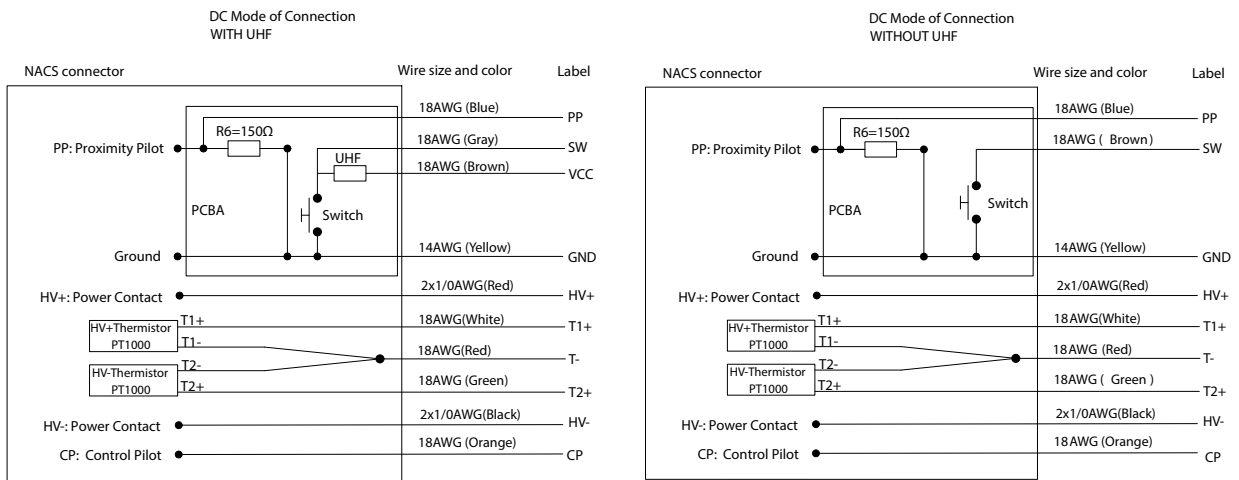 DC Mode of Connection
WITH UHF
NACS connector
Wire size and color
Label
18AWG (Blue)
PP
R6=150Ω
PP: Proximity Pilot
18AWG (Gray)
SW
UHF
18AWG (Brown)
VCC
PCBA
Switch
Ground
14AWG (Yellow)
GND
2x1/0AWG(Red)
HV+: Power Contact
HV+
T1+
18AWG(White)
T1+
HV+Thermistor
PT1000
T1-
18AWG(Red)
T-
T2-
HV-Thermistor
PT1000
18AWG (Green)
T2+
T2+
2x1/0AWG(Black)
HV-: Power Contact
HV-
18AWG (Orange)
CP: Control Pilot
CP
DC Mode of Connection
WITHOUT UHF
NACS connector
Wire size and color
Label
18AWG (Blue)
PP
R6=150Ω
PP: Proximity Pilot
18AWG ( Brown)
SW
PCBA
Switch
Ground
14AWG (Yellow)
GND
2x1/0AWG(Red)
HV+: Power Contact
HV+
T1+
18AWG(White)
T1+
HV+Thermistor
PT1000
T1-
18AWG (Red)
T-
T2-
HV-Thermistor
PT1000
18AWG ( Green )
T2+
T2+
2x1/0AWG(Black)
HV-: Power Contact
HV-
18AWG (Orange)
CP: Control Pilot
CP